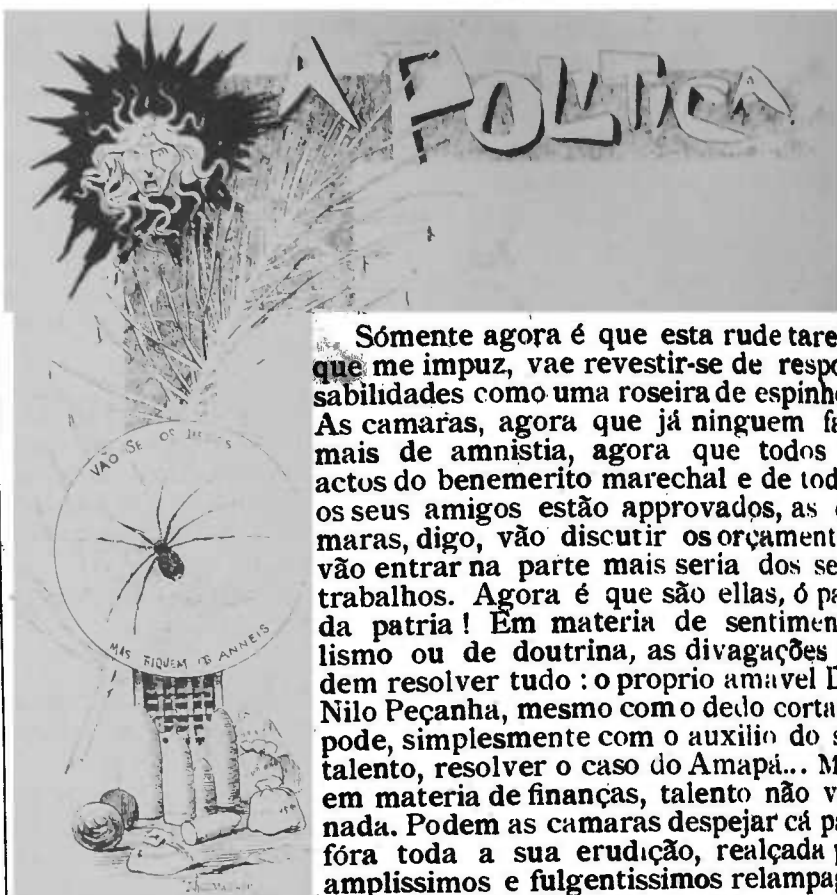 A POLITICA
VÃO SE OS
MAS FIQUEM OS ANNEIS
Sómente agora é que esta rude tare
que me impuz, vae revestir-se de respo
sabilidades como uma roseira de espinh
As camaras, agora que já ninguem fa
mais de amnistia, agora que todos
actos do benemerito marechal e de tod
os seus amigos estão approvados, as c
maras, digo, vão discutir os orçament
vão entrar na parte mais seria dos se
trabalhos. Agora é que são ellas, ó pa
da patria ! Em materia de sentimen
lismo ou de doutrina, as divagações
dem resolver tudo : o proprio amavel D
Nilo Peçanha, mesmo com o dedo corta
pode, simplesmente com o auxilio do s
talento, resolver o caso do Amapá... M
em materia de finanças, talento não v
nada. Podem as camaras despejar cá pa
fóra toda a sua erudição, realçada
amplissimos e fulgentissimos relampa